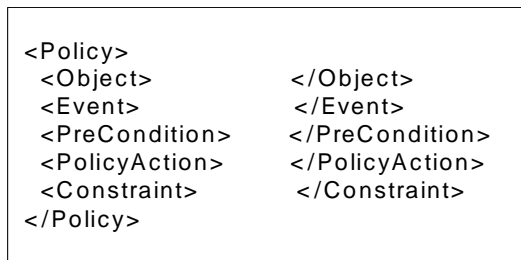 <Policy>
<Object> </Object>
<Event> </Event>
<PreCondition> </PreCondition>
<PolicyAction> </PolicyAction>
<Constraint> </Constraint>
</Policy>